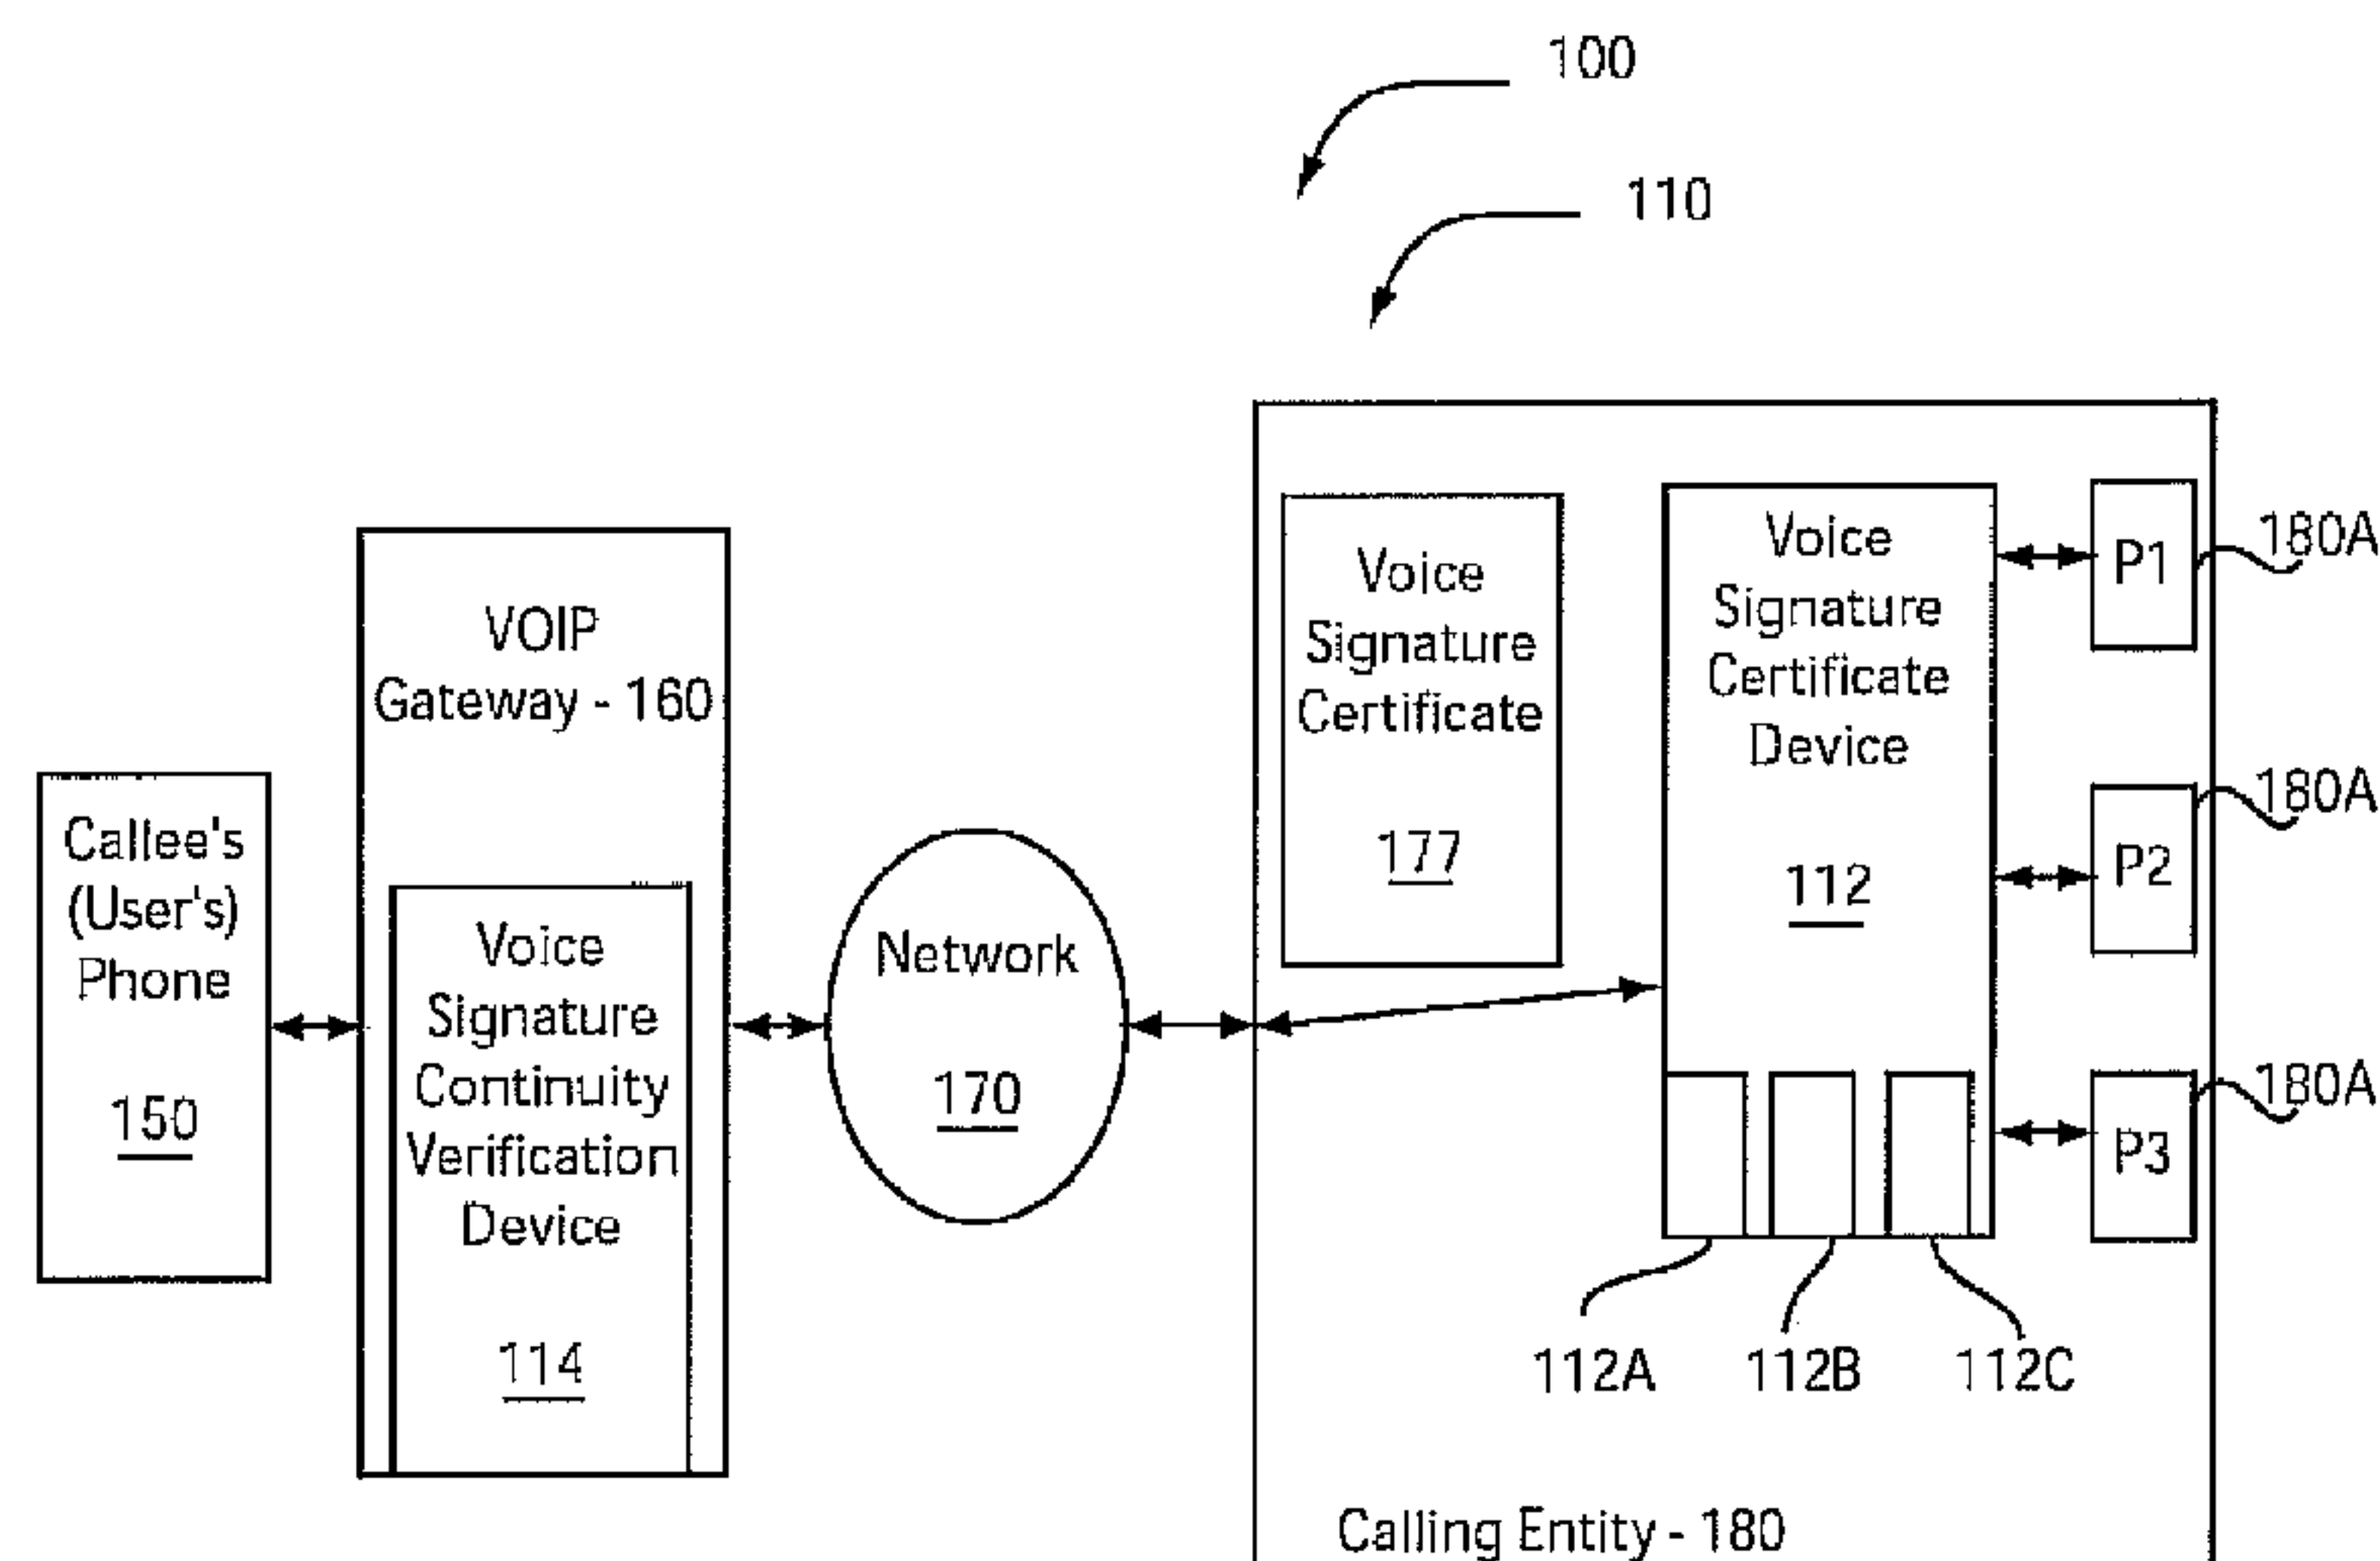 100
110
Callee's
(User's)
Phone
150
VOIP
Gateway - 160
Voice
Signature
Continuity
Verification
Device
114
Network
170
Voice
Signature
Certificate
177
Voice
Signature
Certificate
Device
112
P1
180A
P2
180A
P3
180A
112A
112B
112C
Calling Entity - 180